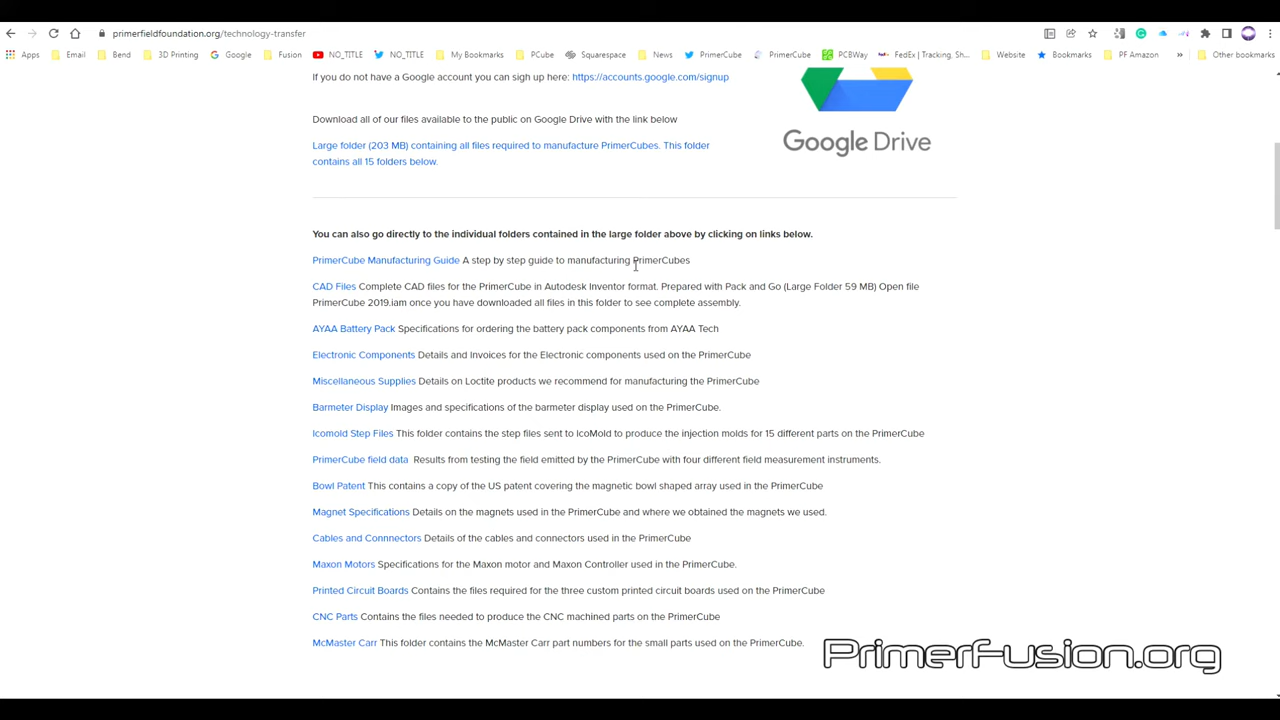 primerfieldfoundation.org/technology-transfer
Apps Email Bend 3D Printing Google Fusion NO_TITLE NO_TITLE My Bookmarks PCube Squarespace News PrimerCube PrimerCube PCBWay FedEx | Tracking, Sh... Website Bookmarks PF Amazon » Other bookmarks
If you do not have a Google account you can sigh up here: https://accounts.google.com/signup
Download all of our files available to the public on Google Drive with the link below
Google Drive
Large folder (203 MB) containing all files required to manufacture PrimerCubes. This folder
contains all 15 folders below.
You can also go directly to the individual folders contained in the large folder above by clicking on links below.
PrimerCube Manufacturing Guide A step by step guide to manufacturing PrimerCubes
CAD Files Complete CAD files for the PrimerCube in Autodesk Inventor format. Prepared with Pack and Go (Large Folder 59 MB) Open file
PrimerCube 2019.iam once you have downloaded all files in this folder to see complete assembly.
AYAA Battery Pack Specifications for ordering the battery pack components from AYAA Tech
Electronic Components Details and Invoices for the Electronic components used on the PrimerCube
Miscellaneous Supplies Details on Loctite products we recommend for manufacturing the PrimerCube
Barmeter Display Images and specifications of the barmeter display used on the PrimerCube.
Icomold Step Files This folder contains the step files sent to IcoMold to produce the injection molds for 15 different parts on the PrimerCube
PrimerCube field data Results from testing the field emitted by the PrimerCube with four different field measurement instruments.
Bowl Patent This contains a copy of the US patent covering the magnetic bowl shaped array used in the PrimerCube
Magnet Specifications Details on the magnets used in the PrimerCube and where we obtained the magnets we used.
Cables and Connnectors Details of the cables and connectors used in the PrimerCube
Maxon Motors Specifications for the Maxon motor and Maxon Controller used in the PrimerCube.
Printed Circuit Boards Contains the files required for the three custom printed circuit boards used on the PrimerCube
CNC Parts Contains the files needed to produce the CNC machined parts on the PrimerCube
McMaster Carr This folder contains the McMaster Carr part numbers for the small parts used on the PrimerCube.
PrimerFusion.org